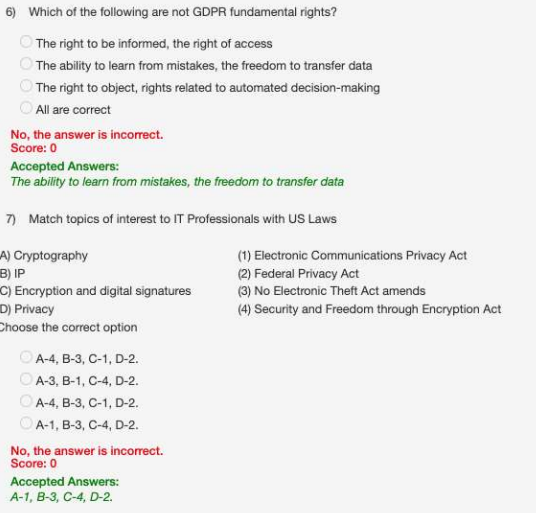 6) Which of the following are not GDPR fundamental rights?
The right to be informed, the right of access
The ability to learn from mistakes, the freedom to transfer data
The right to object, rights related to automated decision-making
All are correct
No, the answer is incorrect.
Score: 0
Accepted Answers:
The ability to learn from mistakes, the freedom to transfer data
7) Match topics of interest to IT Professionals with US Laws
A) Cryptography (1) Electronic Communications Privacy Act
B) IP (2) Federal Privacy Act
C) Encryption and digital signatures (3) No Electronic Theft Act amends
D) Privacy (4) Security and Freedom through Encryption Act
Choose the correct option
A-4, B-3, C-1, D-2.
A-3, B-1, C-4, D-2.
A-4, B-3, C-1, D-2.
A-1, B-3, C-4, D-2.
No, the answer is incorrect.
Score: 0
Accepted Answers:
A-1, B-3, C-4, D-2.